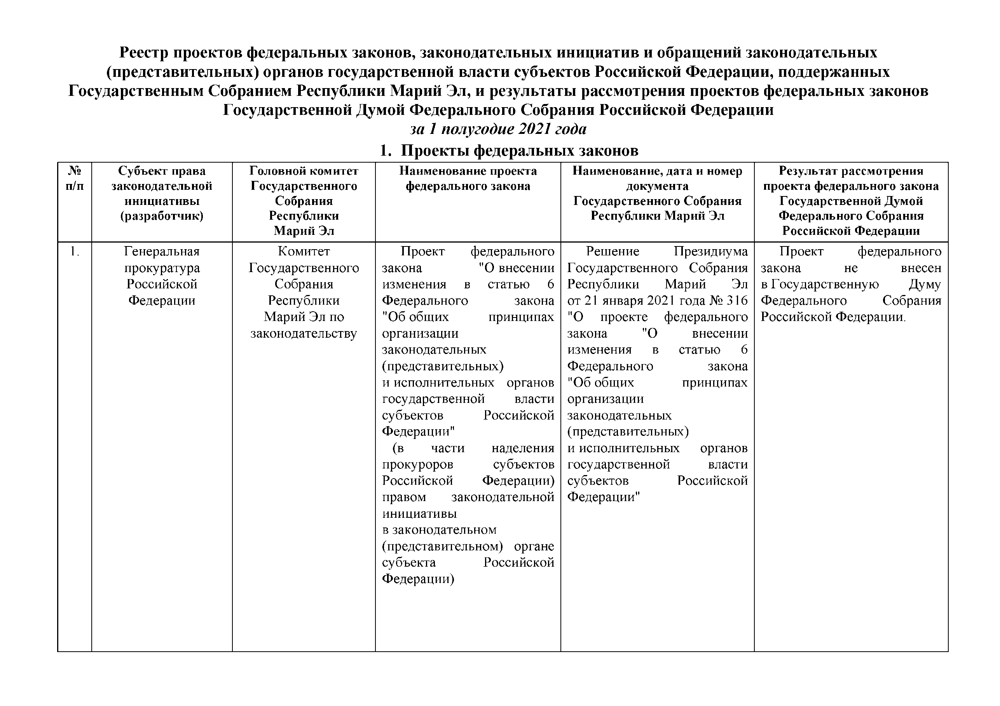 Реестр проектов федеральных законов, законодательных инициатив и обращений законодательных
(представительных) органов государственной власти субъектов Российской Федерации, поддержанных
Государственным Собранием Республики Марий Эл, и результаты рассмотрения проектов федеральных законов
Государственной Думой Федерального Собрания Российской Федерации
за 1 полугодие 2021 года
1. Проекты федеральных законов
№
п/п
Субъект права
законодательной
инициативы
(разработчик)
Головной комитет
Государственного
Собрания
Республики
Марий Эл
Наименование проекта
федерального закона
Наименование, дата и номер
документа
Государственного Собрания
Республики Марий Эл
Результат рассмотрения
проекта федерального закона
Государственной Думой
Федерального Собрания
Российской Федерации
1.
Генеральная
прокуратура
Российской
Федерации
Комитет
Государственного
Собрания
Республики
Марий Эл по
законодательству
Проект федерального
закона "О внесении
изменения в статью 6
Федерального закона
"Об общих принципах
организации
законодательных
(представительных)
и исполнительных органов
государственной власти
субъектов Российской
Федерации"
(в части наделения
прокуроров субъектов
Российской Федерации)
правом законодательной
инициативы
в законодательном
(представительном) органе
субъекта Российской
Федерации)
Решение Президиума
Государственного Собрания
Республики Марий Эл
от 21 января 2021 года № 316
"О проекте федерального
закона "О внесении
изменения в статью 6
Федерального закона
"Об общих принципах
организации
законодательных
(представительных)
и исполнительных органов
государственной власти
субъектов Российской
Федерации"
Проект федерального
закона не внесен
в Государственную Думу
Федерального Собрания
Российской Федерации.